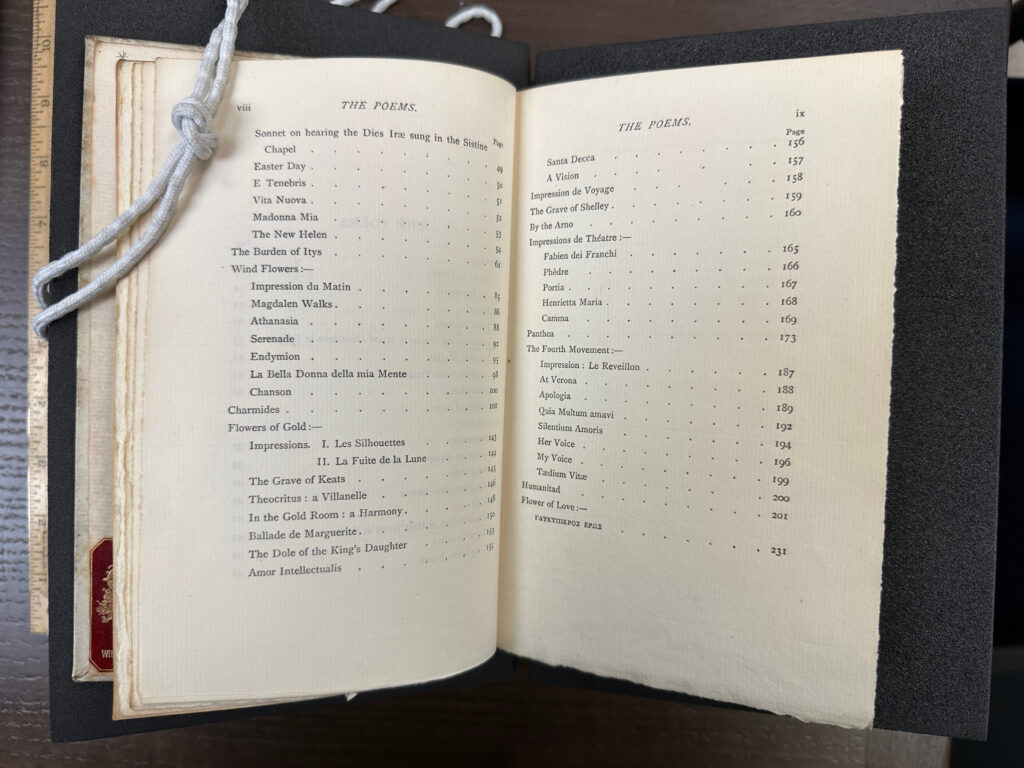 viii
THE POEMS.
Page
Sonnet on hearing the Dies Iræ sung in the Sistine
Chapel . . . . . . . 49
Easter Day . . . . . . . 50
E Tenebris . . . . . . . 51
Vita Nuova . . . . . . . 52
Madonna Mia . . . . . . 53
The New Helen . . . . . . 54
The Burden of Itys . . . . . . 61
Wind Flowers :—
Impression du Matin . . . . . 85
Magdalen Walks . . . . . . 86
Athanasia . . . . . . . 88
Serenade . . . . . . . 92
Endymion . . . . . . . 95
La Bella Donna della mia Mente . . . . 98
Chanson . . . . . . . 100
Charmides . . . . . . . . 101
Flowers of Gold :—
Impressions. I. Les Silhouettes . . . . 143
II. La Fuite de la Lune . . . 144
The Grave of Keats . . . . . 145
Theocritus : a Villanelle . . . . . 146
In the Gold Room : a Harmony . . . . 148
Ballade de Marguerite . . . . . 150
The Dole of the King's Daughter . . . . 153
Amor Intellectualis . . . . . 155
THE POEMS.
ix
Page
Santa Decca . . . . . . . 156
A Vision . . . . . . . 157
Impression de Voyage . . . . . . 158
The Grave of Shelley . . . . . . 159
By the Arno . . . . . . . 160
Impressions de Théatre :—
Fabien dei Franchi . . . . . . 165
Phédre . . . . . . . 166
Portia . . . . . . . 167
Henrietta Maria . . . . . . 168
Camma . . . . . . . 169
Panthea . . . . . . . 173
The Fourth Movement :—
Impression : Le Reveillon . . . . . 187
At Verona . . . . . . . 188
Apologia . . . . . . . 189
Quia Multum amavi . . . . . . 192
Silentium Amoris . . . . . . 194
Her Voice . . . . . . . 196
My Voice . . . . . . . 199
Tædium Vitæ . . . . . . 200
Humanitad . . . . . . . 201
Flower of Love :—
ΓΛΥΚΥΠΙΚΡΟΣ ΕΡΩΣ . . . . . . 231